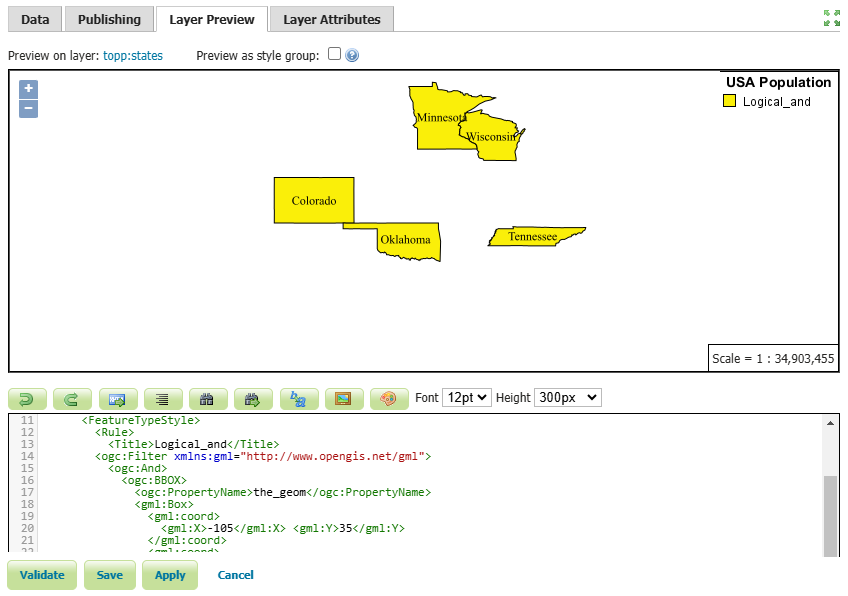 Data Publishing Layer Preview Layer Attributes
Preview on layer: topp:states Preview as style group:
+
−
USA Population
Logical_and
Minnesota
Wisconsin
Colorado
Oklahoma
Tennessee
Scale = 1 : 34,903,455
Font 12pt Height 300px
11 <FeatureTypeStyle>
12 <Rule>
13 <Title>Logical_and</Title>
14 <ogc:Filter xmlns:gml="http://www.opengis.net/gml">
15 <ogc:And>
16 <ogc:BBOX>
17 <ogc:PropertyName>the_geom</ogc:PropertyName>
18 <gml:Box>
19 <gml:coord>
20 <gml:X>-105</gml:X> <gml:Y>35</gml:Y>
21 </gml:coord>
22 <gml:coord>
Validate Save Apply Cancel